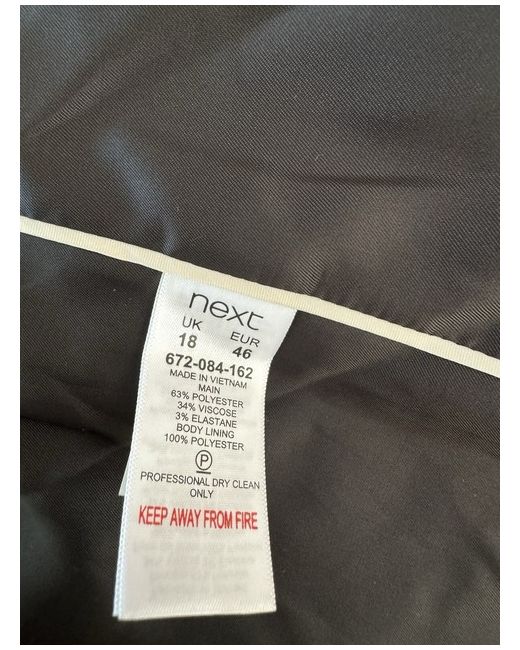 next
UK EUR
18 46
672-084-162
MADE IN VIETNAM
MAIN
63% POLYESTER
34% VISCOSE
3% ELASTANE
BODY LINING
100% POLYESTER
P
PROFESSIONAL DRY CLEAN
ONLY
KEEP AWAY FROM FIRE